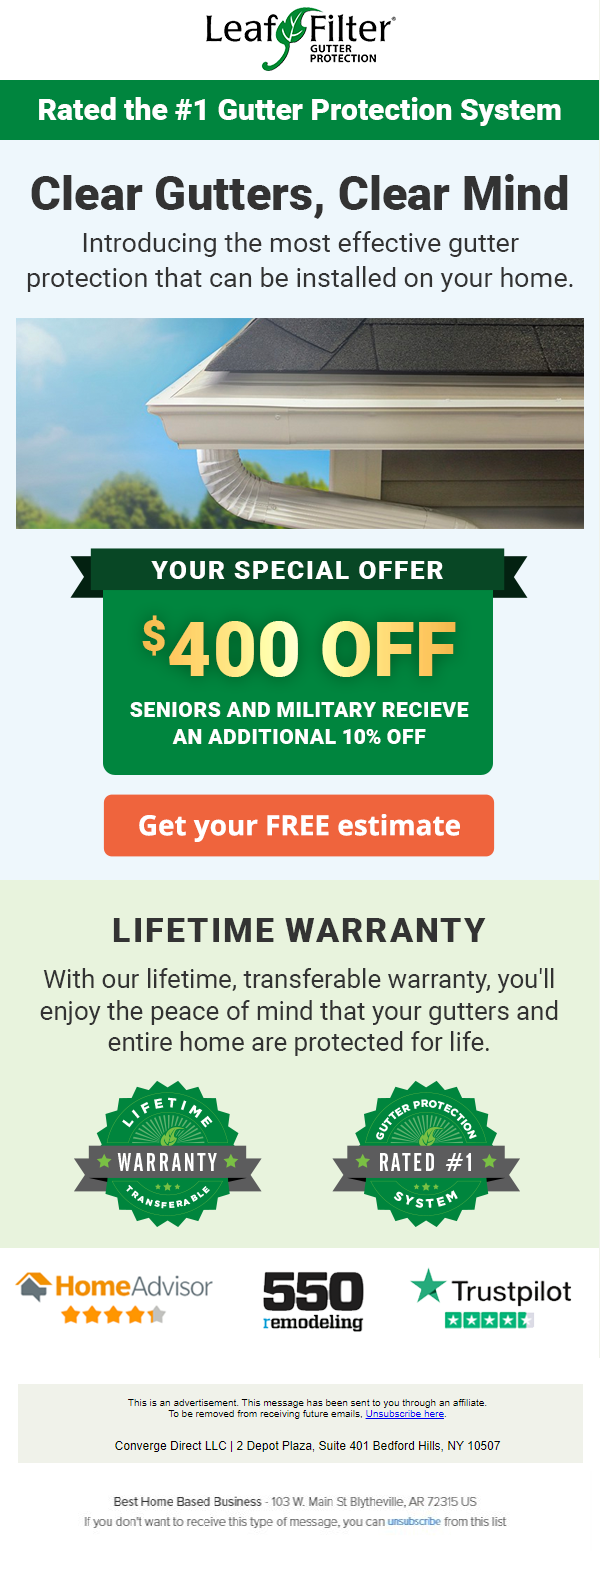 LeafFilter®
GUTTER
PROTECTION
Rated the #1 Gutter Protection System
Clear Gutters, Clear Mind
Introducing the most effective gutter
protection that can be installed on your home.
YOUR SPECIAL OFFER
$400 OFF
SENIORS AND MILITARY RECIEVE
AN ADDITIONAL 10% OFF
Get your FREE estimate
LIFETIME WARRANTY
With our lifetime, transferable warranty, you'll
enjoy the peace of mind that your gutters and
entire home are protected for life.
LIFETIME
WARRANTY
TRANSFERABLE
GUTTER PROTECTION
RATED #1
SYSTEM
HomeAdvisor
550
remodeling
Trustpilot
This is an advertisement. This message has been sent to you through an affiliate.
To be removed from receiving future emails, Unsubscribe here.
Converge Direct LLC | 2 Depot Plaza, Suite 401 Bedford Hills, NY 10507
Best Home Based Business - 103 W. Main St Blytheville, AR 72315 US
If you don't want to receive this type of message, you can unsubscribe from this list